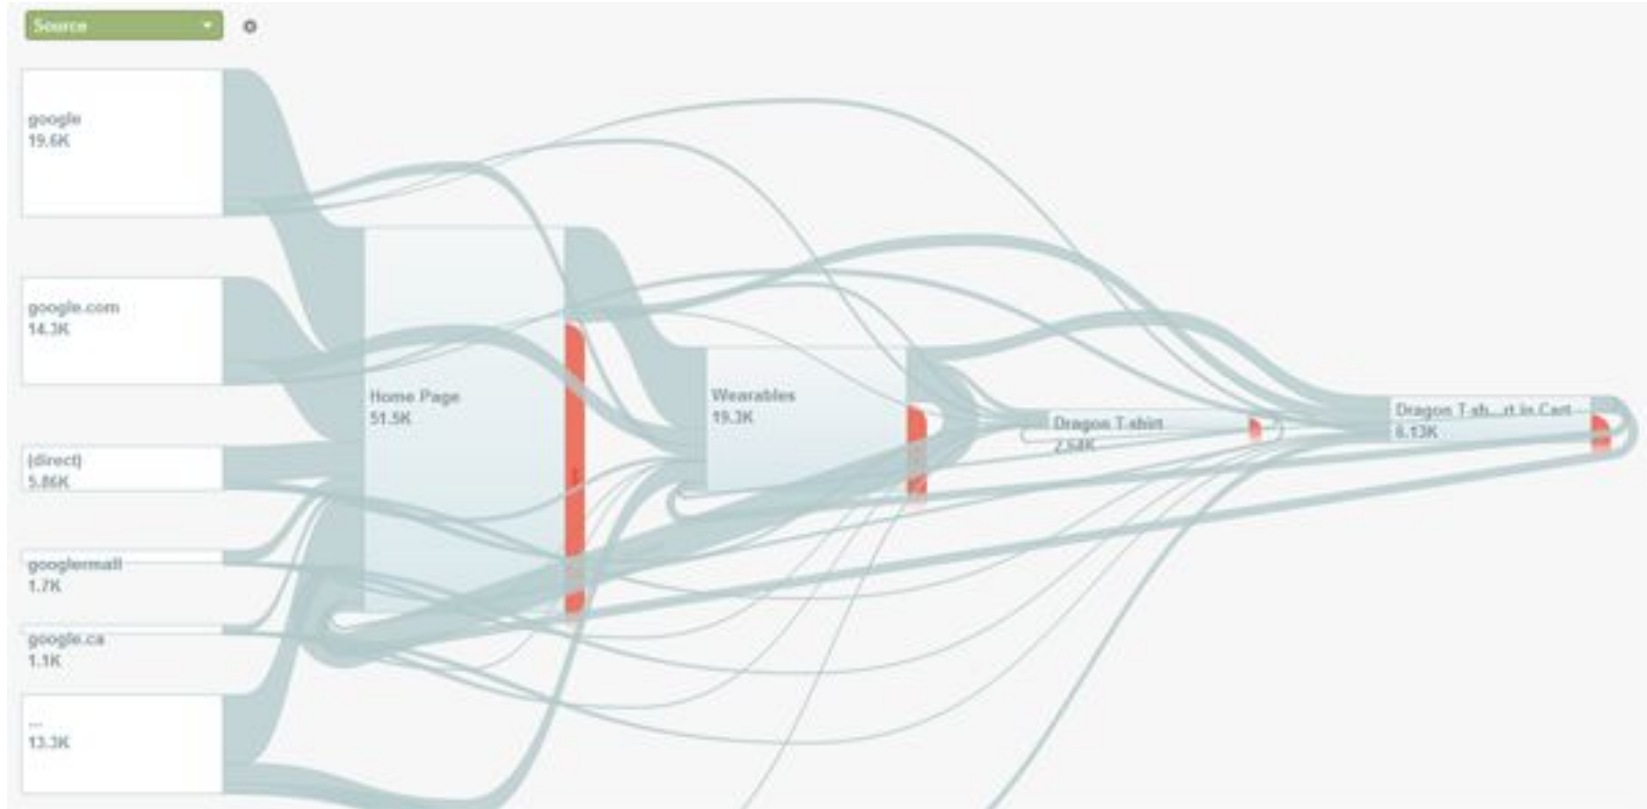 Source
google
19.6K
google.com
14.3K
(direct)
5.86K
googlermall
1.7K
google.ca
1.1K
...
13.3K
Home Page
51.5K
Wearables
19.3K
Dragon T-shirt
2.68K
Dragon T-sh...rt in Cart
6.13K